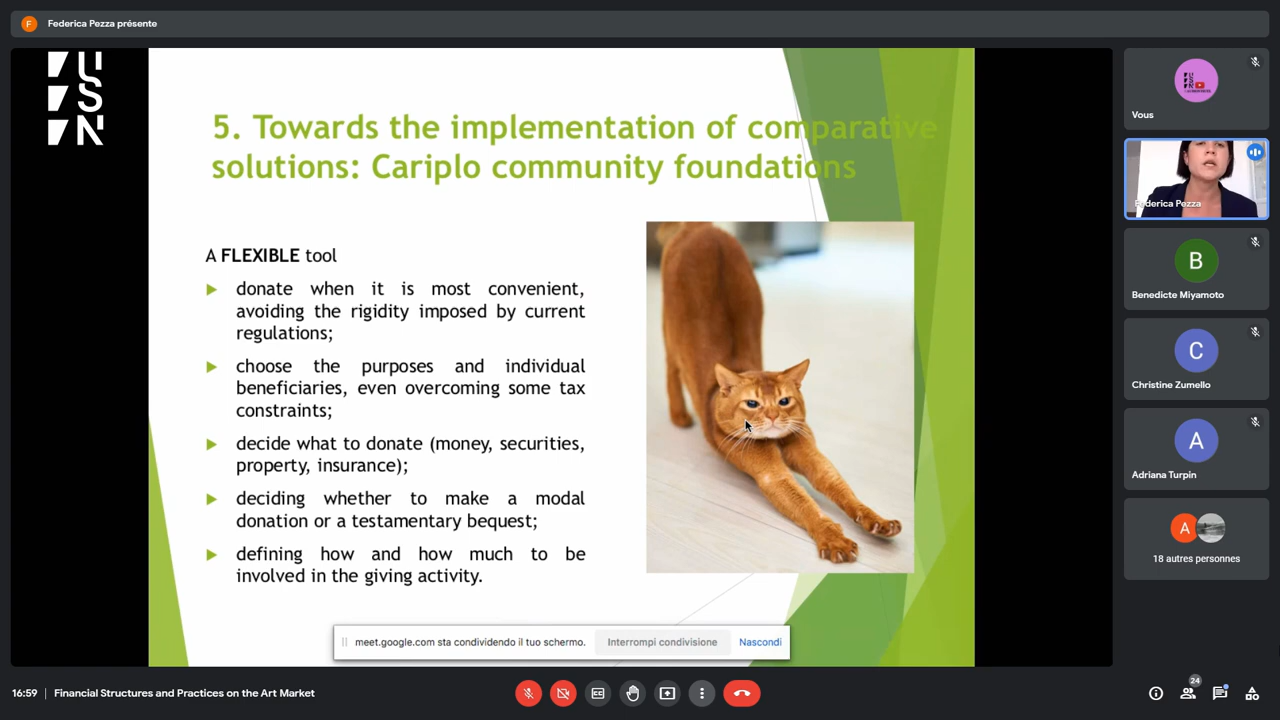 F
Federica Pezza présente
USN
5. Towards the implementation of comparative
solutions: Cariplo community foundations
A FLEXIBLE tool
donate when it is most convenient,
avoiding the rigidity imposed by current
regulations;
choose the purposes and individual
beneficiaries, even overcoming some tax
constraints;
decide what to donate (money, securities,
property, insurance);
deciding whether to make a modal
donation or a testamentary bequest;
defining how and how much to be
involved in the giving activity.
meet.google.com sta condividendo il tuo schermo.
Interrompi condivisione
Nascondi
Vous
Federica Pezza
B
Benedicte Miyamoto
C
Christine Zumello
A
Adriana Turpin
A
18 autres personnes
16:59 | Financial Structures and Practices on the Art Market
24